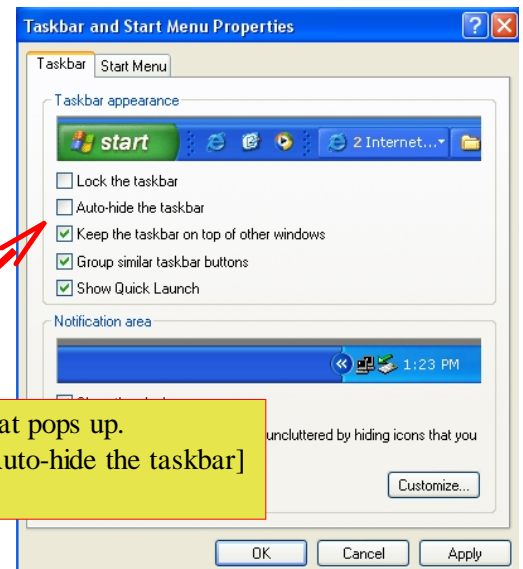 Taskbar and Start Menu Properties
Taskbar
Start Menu
Taskbar appearance
start
2 Internet...
Lock the taskbar
Auto-hide the taskbar
Keep the taskbar on top of other windows
Group similar taskbar buttons
Show Quick Launch
Notification area
1:23 PM
at pops up.
uncluttered by hiding icons that you
uto-hide the taskbar]
Customize...
OK
Cancel
Apply